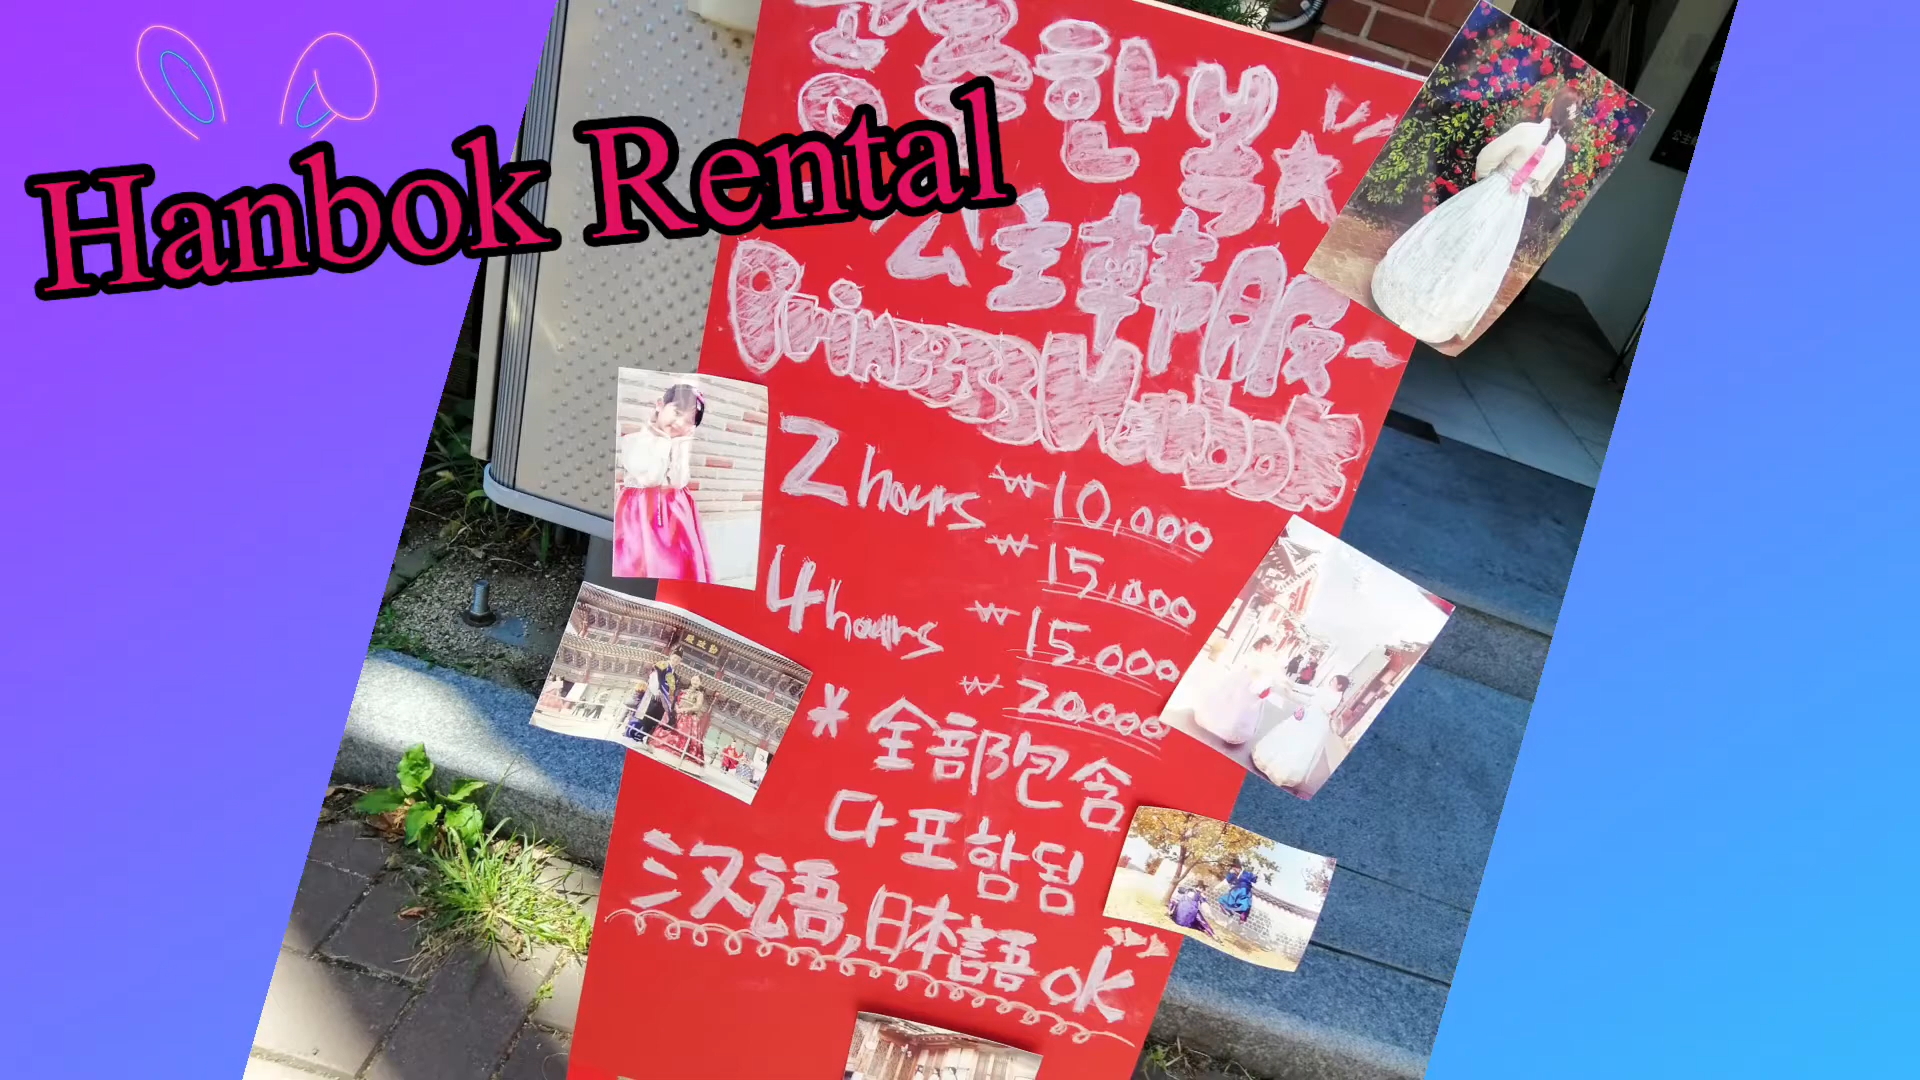 Hanbok Rental
공주한복
公主韩服
Princess Hanbok
2 hours ₩10,000
₩15,000
4 hours ₩15,000
₩20,000
* 全部包含
다 포함됨
汉语, 日本語 ok